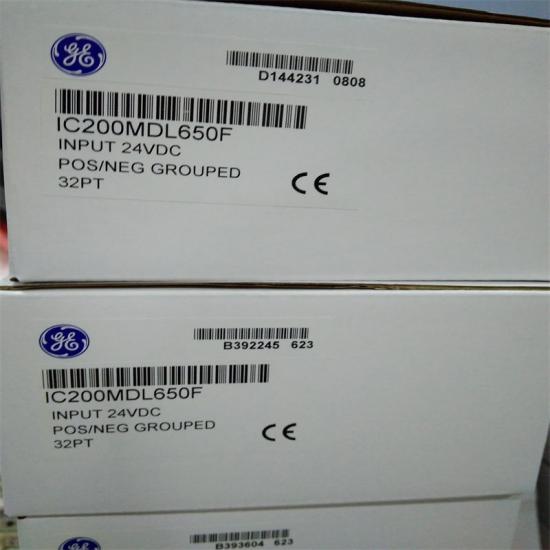 GE
D144231 0808
IC200MDL650F
INPUT 24VDC
POS/NEG GROUPED
32PT
CE
GE
B392245 623
IC200MDL650F
INPUT 24VDC
POS/NEG GROUPED
32PT
CE
GE
B393604 623